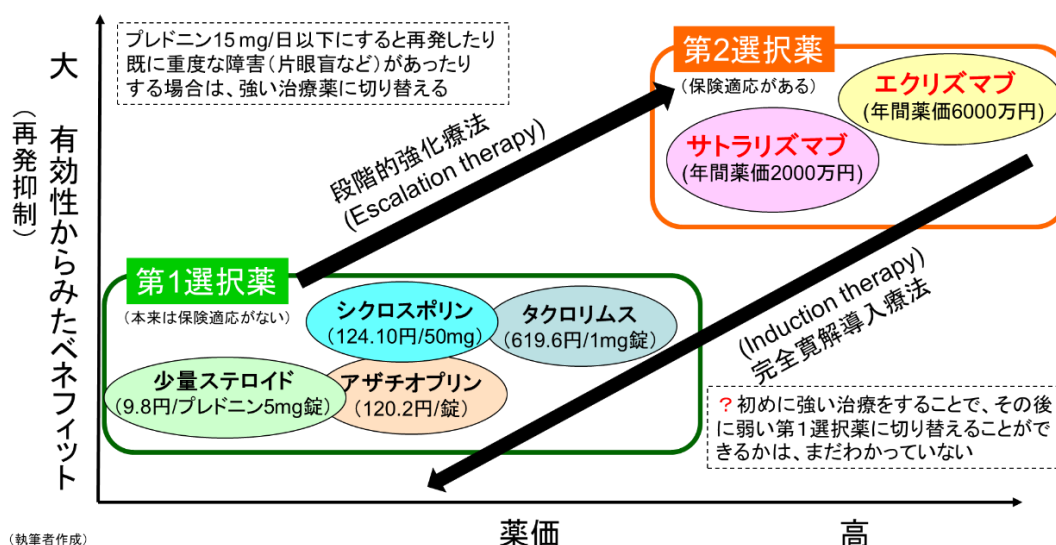 プレドニン15 mg/日以下にすると再発したり
既に重度な障害(片眼盲など)があったり
する場合は、強い治療薬に切り替える
大 有効性からみたベネフィット
(再発抑制)
段階的強化療法
(Escalation therapy)
第2選択薬
(保険適応がある)
エクリズマブ
(年間薬価6000万円)
サトラリズマブ
(年間薬価2000万円)
第1選択薬
(本来は保険適応がない)
シクロスポリン
(124.10円/50mg)
タクロリムス
(619.6円/1mg錠)
少量ステロイド
(9.8円/プレドニン5mg錠)
アザチオプリン
(120.2円/錠)
(Induction therapy)
完全寛解導入療法
?初めに強い治療をすることで、その後
に弱い第1選択薬に切り替えることがで
きるかは、まだわかっていない
薬価 高
(執筆者作成)